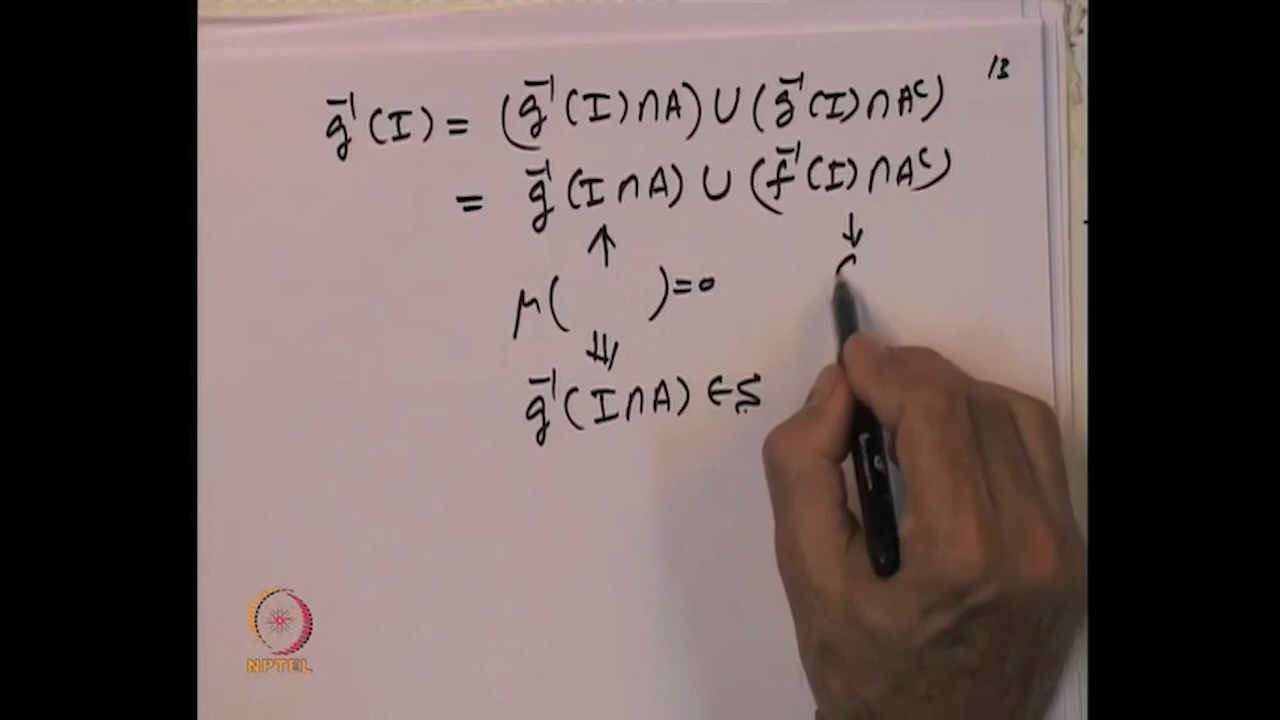 13
g⁻¹(I) = (g⁻¹(I)∩A) ∪ (g⁻¹(I)∩Aᶜ)
= g⁻¹(I∩A) ∪ (f⁻¹(I)∩Aᶜ)
↑ ↓
μ( )=0
⇓
g⁻¹(I∩A) ∈ S
NPTEL